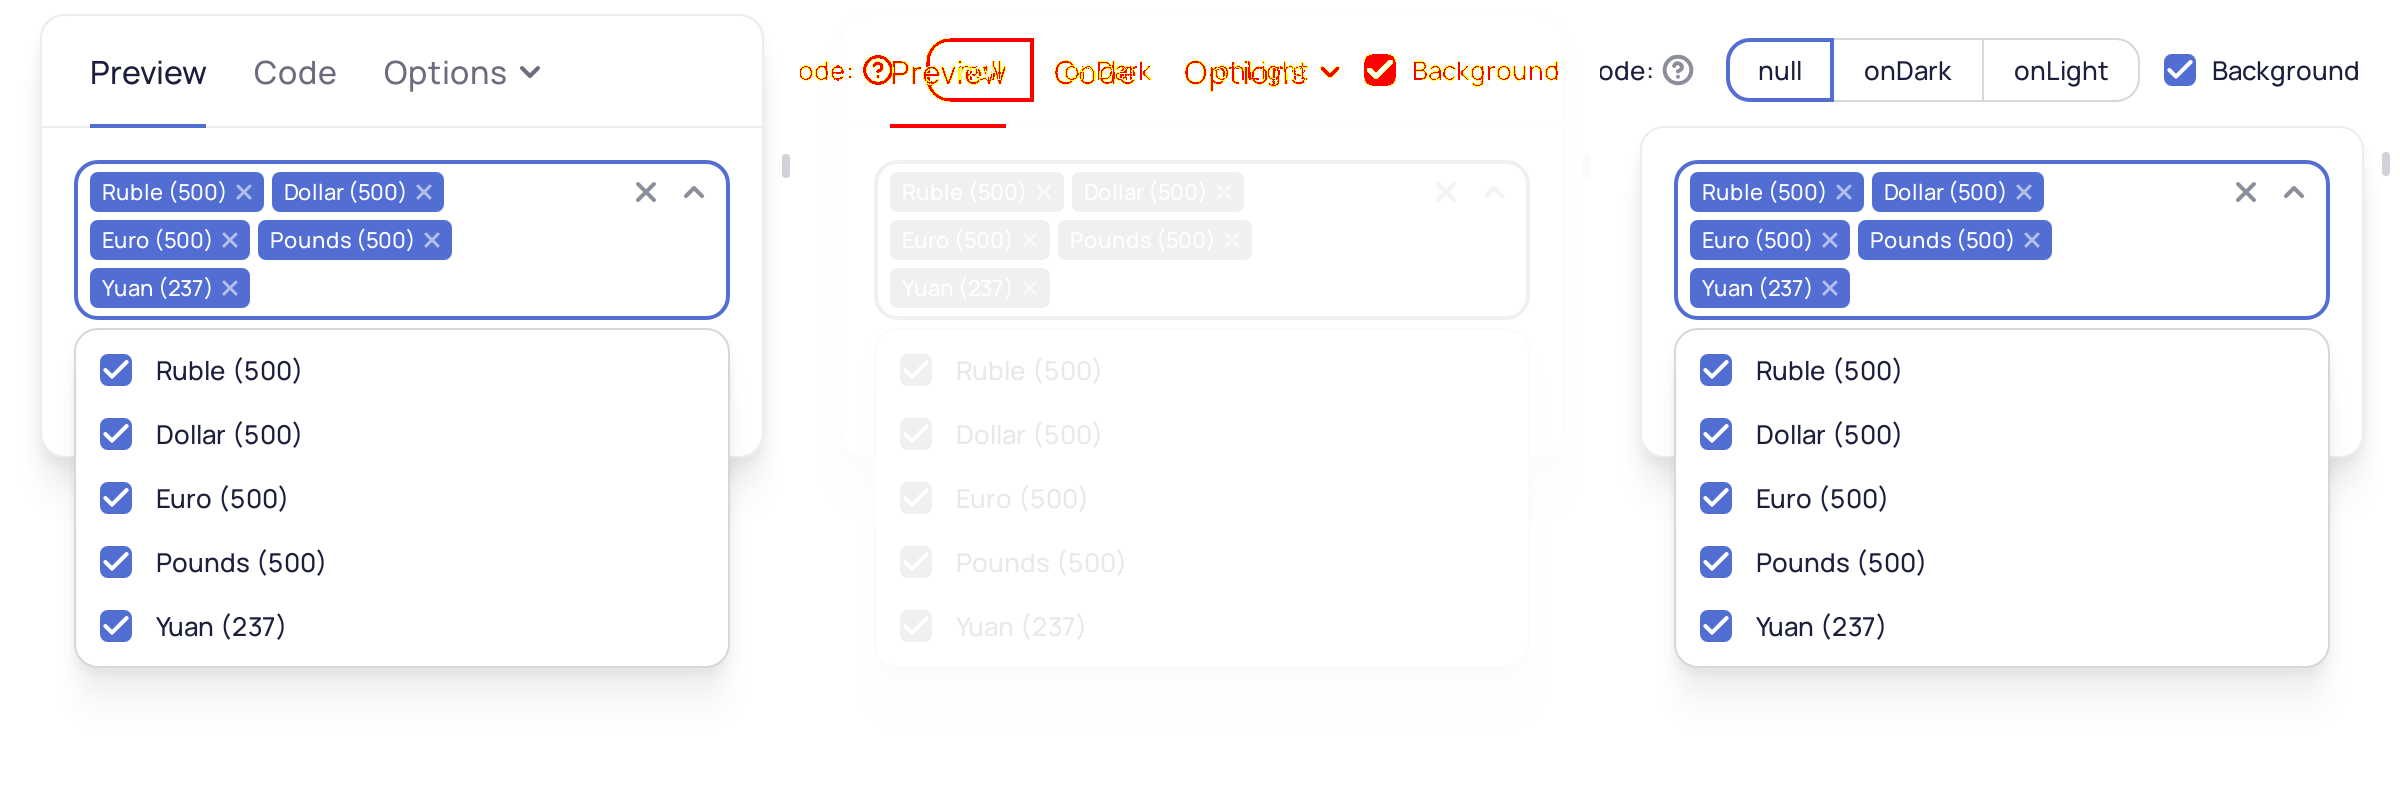 Preview Code Options
Ruble (500) Dollar (500)
Euro (500) Pounds (500)
Yuan (237)
Ruble (500)
Dollar (500)
Euro (500)
Pounds (500)
Yuan (237)
ode: Preview Code Options Background
null onDark onLight
Ruble (500) Dollar (500)
Euro (500) Pounds (500)
Yuan (237)
Ruble (500)
Dollar (500)
Euro (500)
Pounds (500)
Yuan (237)
ode: null onDark onLight Background
Ruble (500) Dollar (500)
Euro (500) Pounds (500)
Yuan (237)
Ruble (500)
Dollar (500)
Euro (500)
Pounds (500)
Yuan (237)